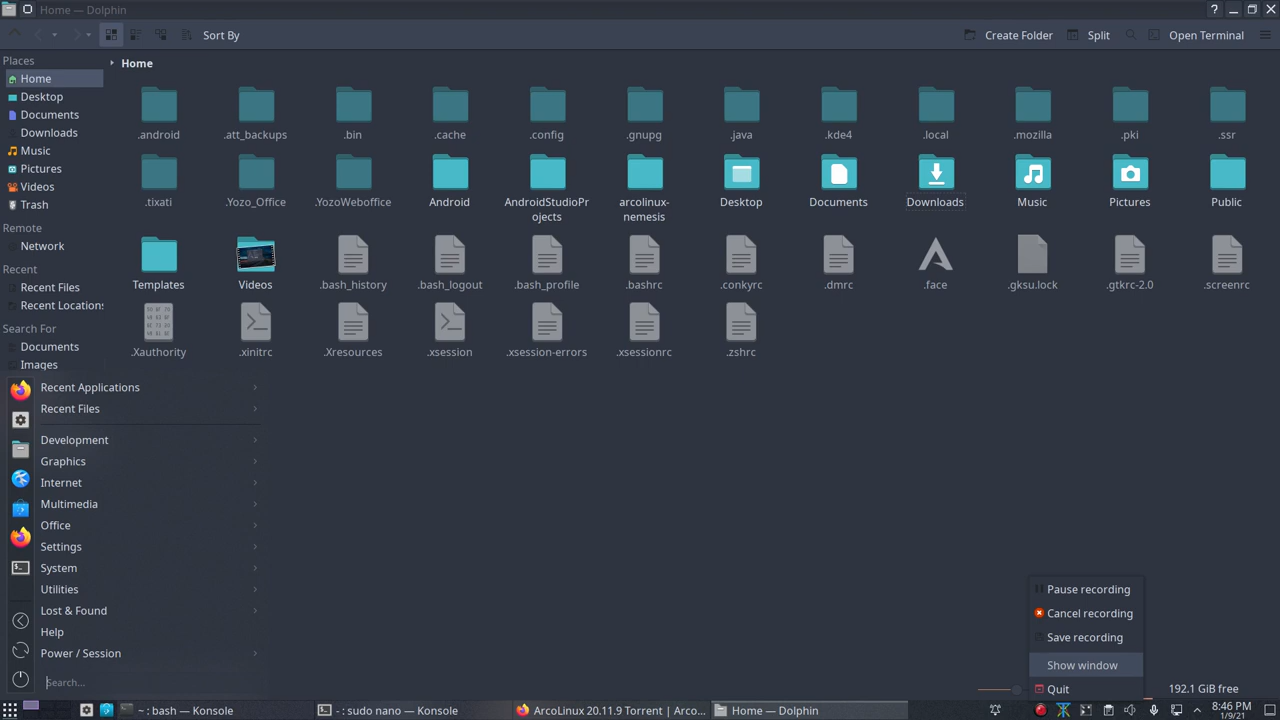 Home — Dolphin
Sort By
Create Folder
Split
Open Terminal
Places
Home
Desktop
Documents
Downloads
Music
Pictures
Videos
Trash
Remote
Network
Recent
Recent Files
Recent Locations
Search For
Documents
Images
Home
.android
.att_backups
.bin
.cache
.config
.gnupg
.java
.kde4
.local
.mozilla
.pki
.ssr
.tixati
.Yozo_Office
.YozoWeboffice
Android
AndroidStudioPr
ojects
arcolinux-
nemesis
Desktop
Documents
Downloads
Music
Pictures
Public
Templates
Videos
.bash_history
.bash_logout
.bash_profile
.bashrc
.conkyrc
.dmrc
.face
.gksu.lock
.gtkrc-2.0
.screenrc
.Xauthority
.xinitrc
.Xresources
.xsession
.xsession-errors
.xsessionrc
.zshrc
Recent Applications
Recent Files
Development
Graphics
Internet
Multimedia
Office
Settings
System
Utilities
Lost & Found
Help
Power / Session
Search...
Pause recording
Cancel recording
Save recording
Show window
Quit
192.1 GiB free
~ : bash — Konsole
- : sudo nano — Konsole
ArcoLinux 20.11.9 Torrent | Arco...
Home — Dolphin
8:46 PM
1/9/21